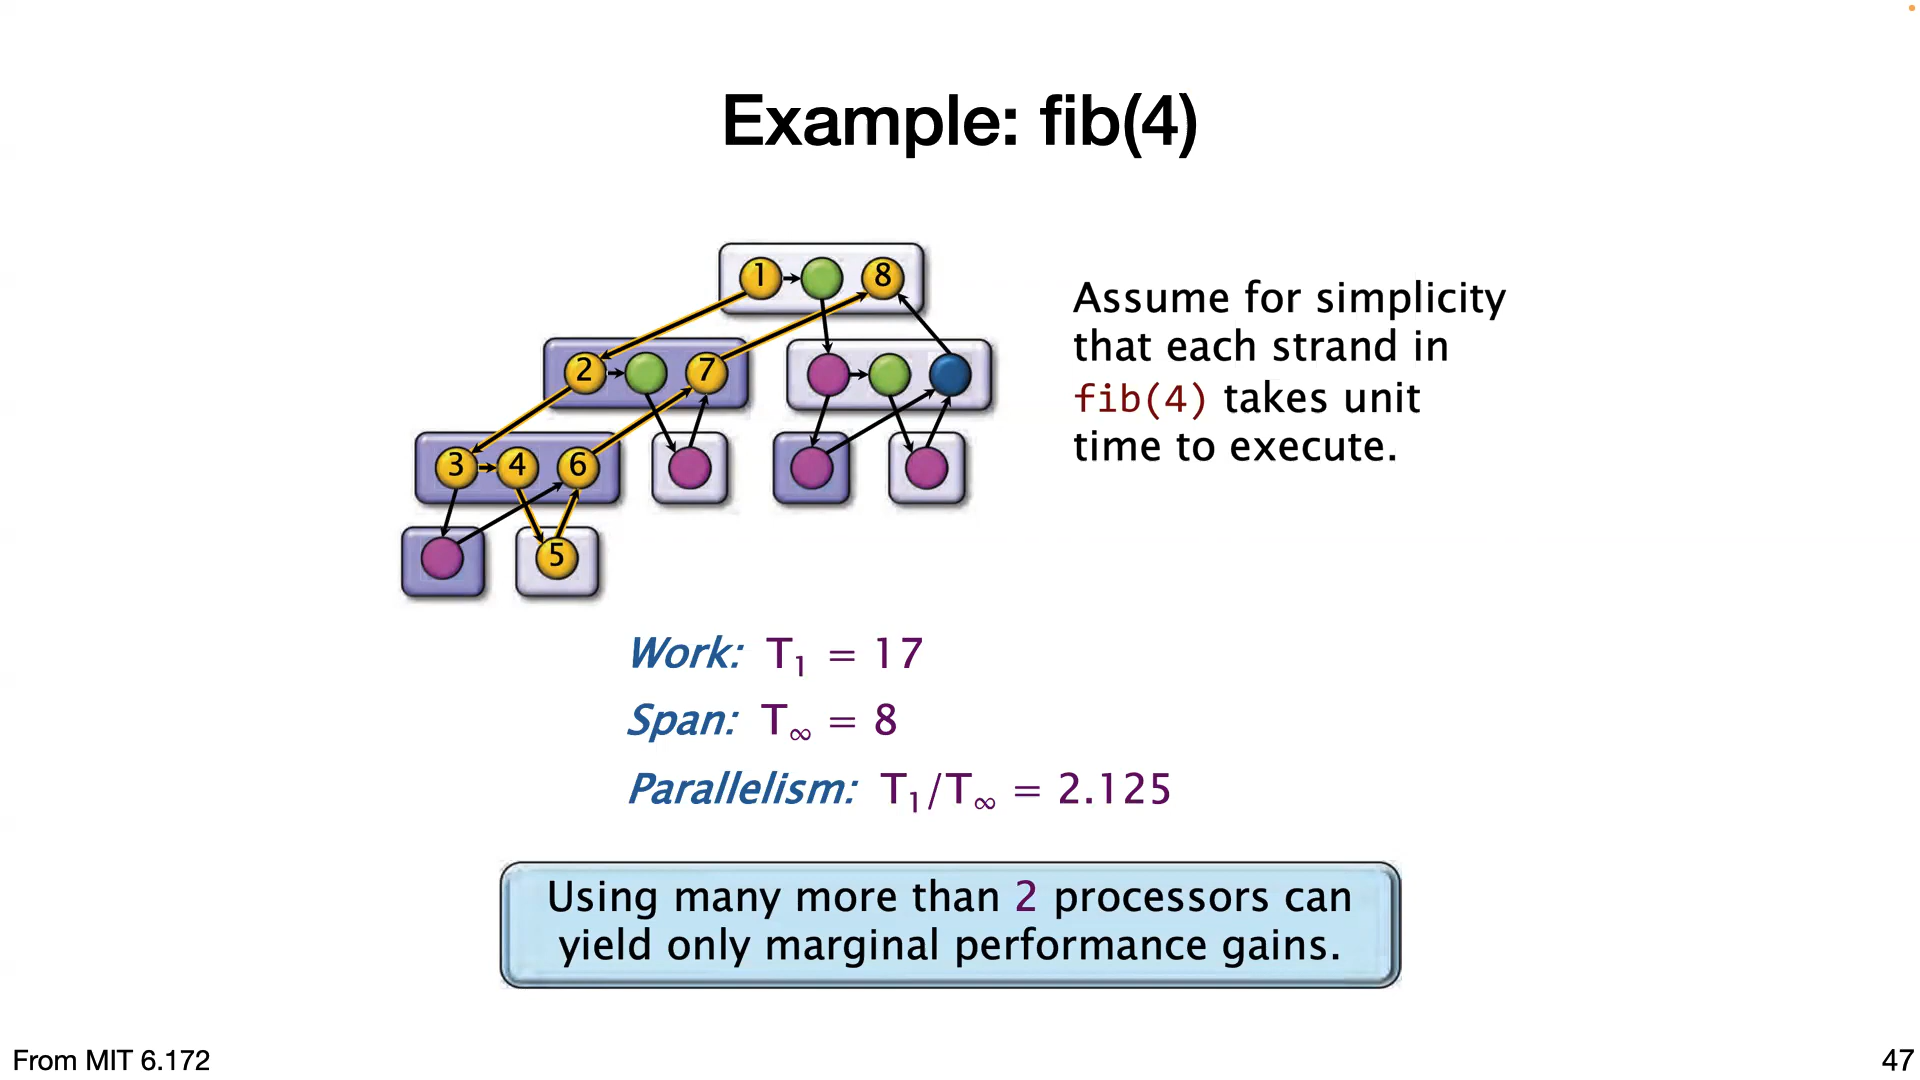 Example: fib(4)
1
8
2
7
3
4
6
5
Assume for simplicity
that each strand in
fib(4) takes unit
time to execute.
Work: T₁ = 17
Span: T∞ = 8
Parallelism: T₁/T∞ = 2.125
Using many more than 2 processors can
yield only marginal performance gains.
From MIT 6.172
47